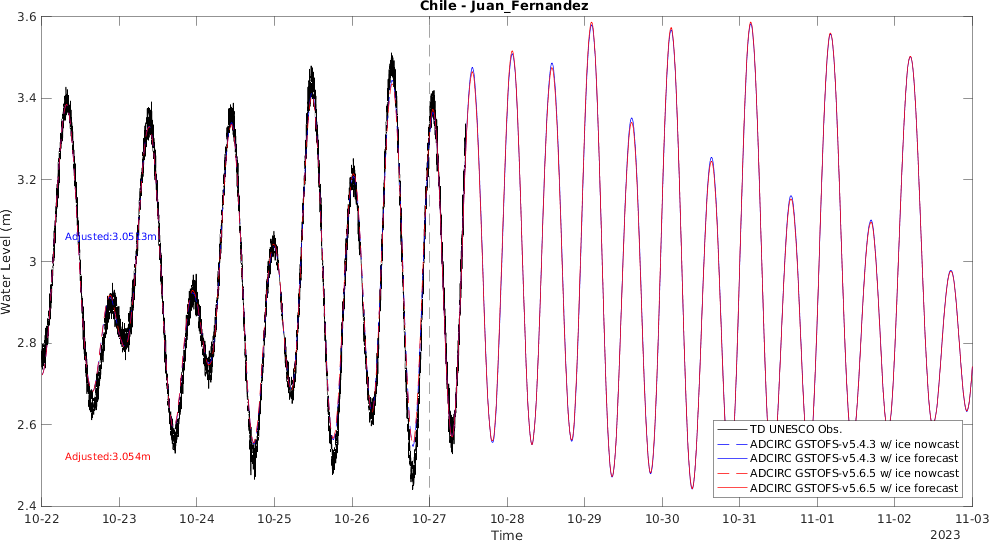 Chile - Juan_Fernandez
3.6
3.4
3.2
3
2.8
2.6
2.4
Water Level (m)
Adjusted:3.0513m
Adjusted:3.054m
TD UNESCO Obs.
ADCIRC GSTOFS-v5.4.3 w/ ice nowcast
ADCIRC GSTOFS-v5.4.3 w/ ice forecast
ADCIRC GSTOFS-v5.6.5 w/ ice nowcast
ADCIRC GSTOFS-v5.6.5 w/ ice forecast
10-22 10-23 10-24 10-25 10-26 10-27 10-28 10-29 10-30 10-31 11-01 11-02 11-03
Time
2023